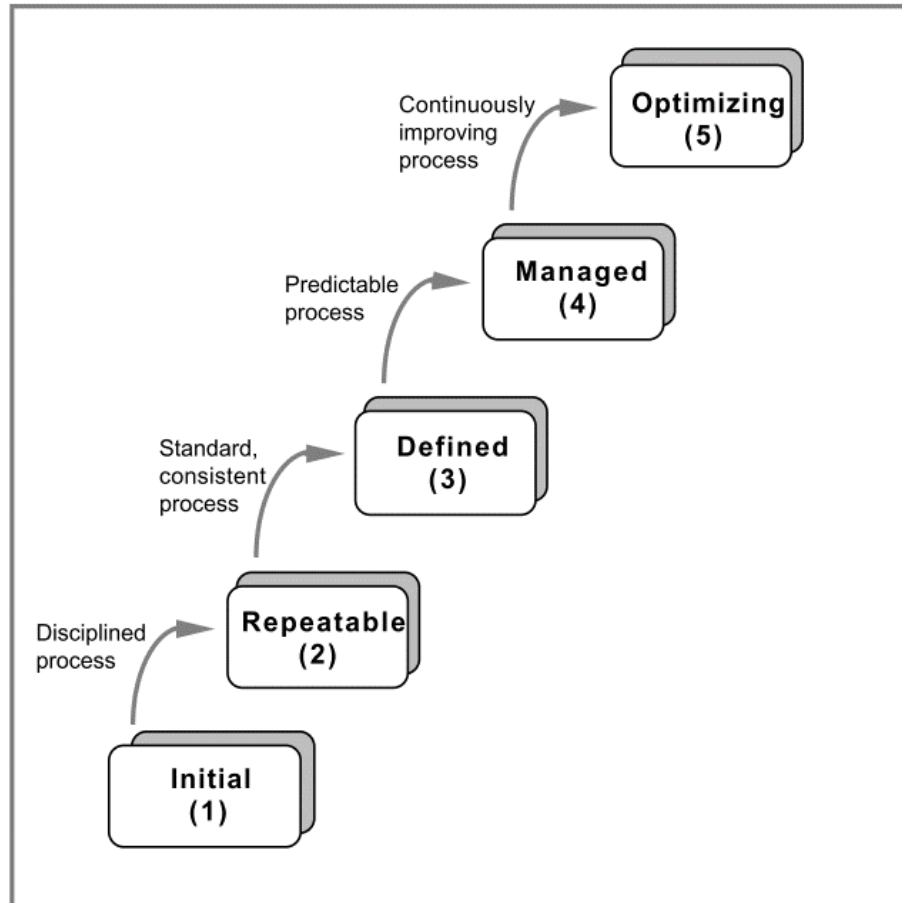 Continuously
improving
process
Optimizing
(5)
Predictable
process
Managed
(4)
Standard,
consistent
process
Defined
(3)
Disciplined
process
Repeatable
(2)
Initial
(1)